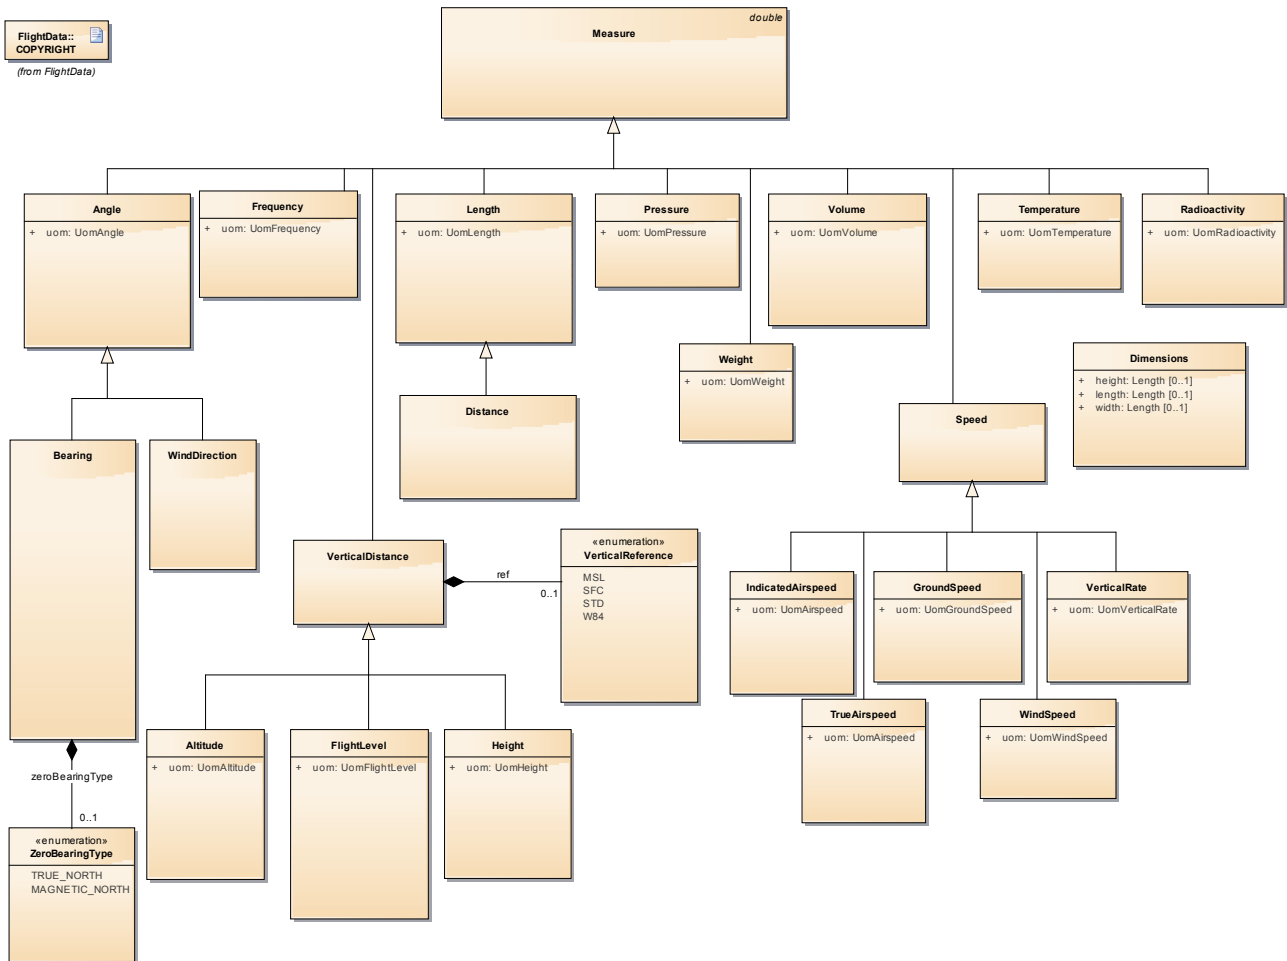 FlightData::
COPYRIGHT
(from FlightData)
double
Measure
Angle
+ uom: UomAngle
Frequency
+ uom: UomFrequency
Length
+ uom: UomLength
Pressure
+ uom: UomPressure
Volume
+ uom: UomVolume
Temperature
+ uom: UomTemperature
Radioactivity
+ uom: UomRadioactivity
Weight
+ uom: UomWeight
Dimensions
+ height: Length [0..1]
+ length: Length [0..1]
+ width: Length [0..1]
Distance
Speed
Bearing
WindDirection
VerticalDistance
ref
0..1
«enumeration»
VerticalReference
MSL
SFC
STD
W84
IndicatedAirspeed
+ uom: UomAirspeed
GroundSpeed
+ uom: UomGroundSpeed
VerticalRate
+ uom: UomVerticalRate
TrueAirspeed
+ uom: UomAirspeed
WindSpeed
+ uom: UomWindSpeed
Altitude
+ uom: UomAltitude
FlightLevel
+ uom: UomFlightLevel
Height
+ uom: UomHeight
zeroBearingType
0..1
«enumeration»
ZeroBearingType
TRUE_NORTH
MAGNETIC_NORTH